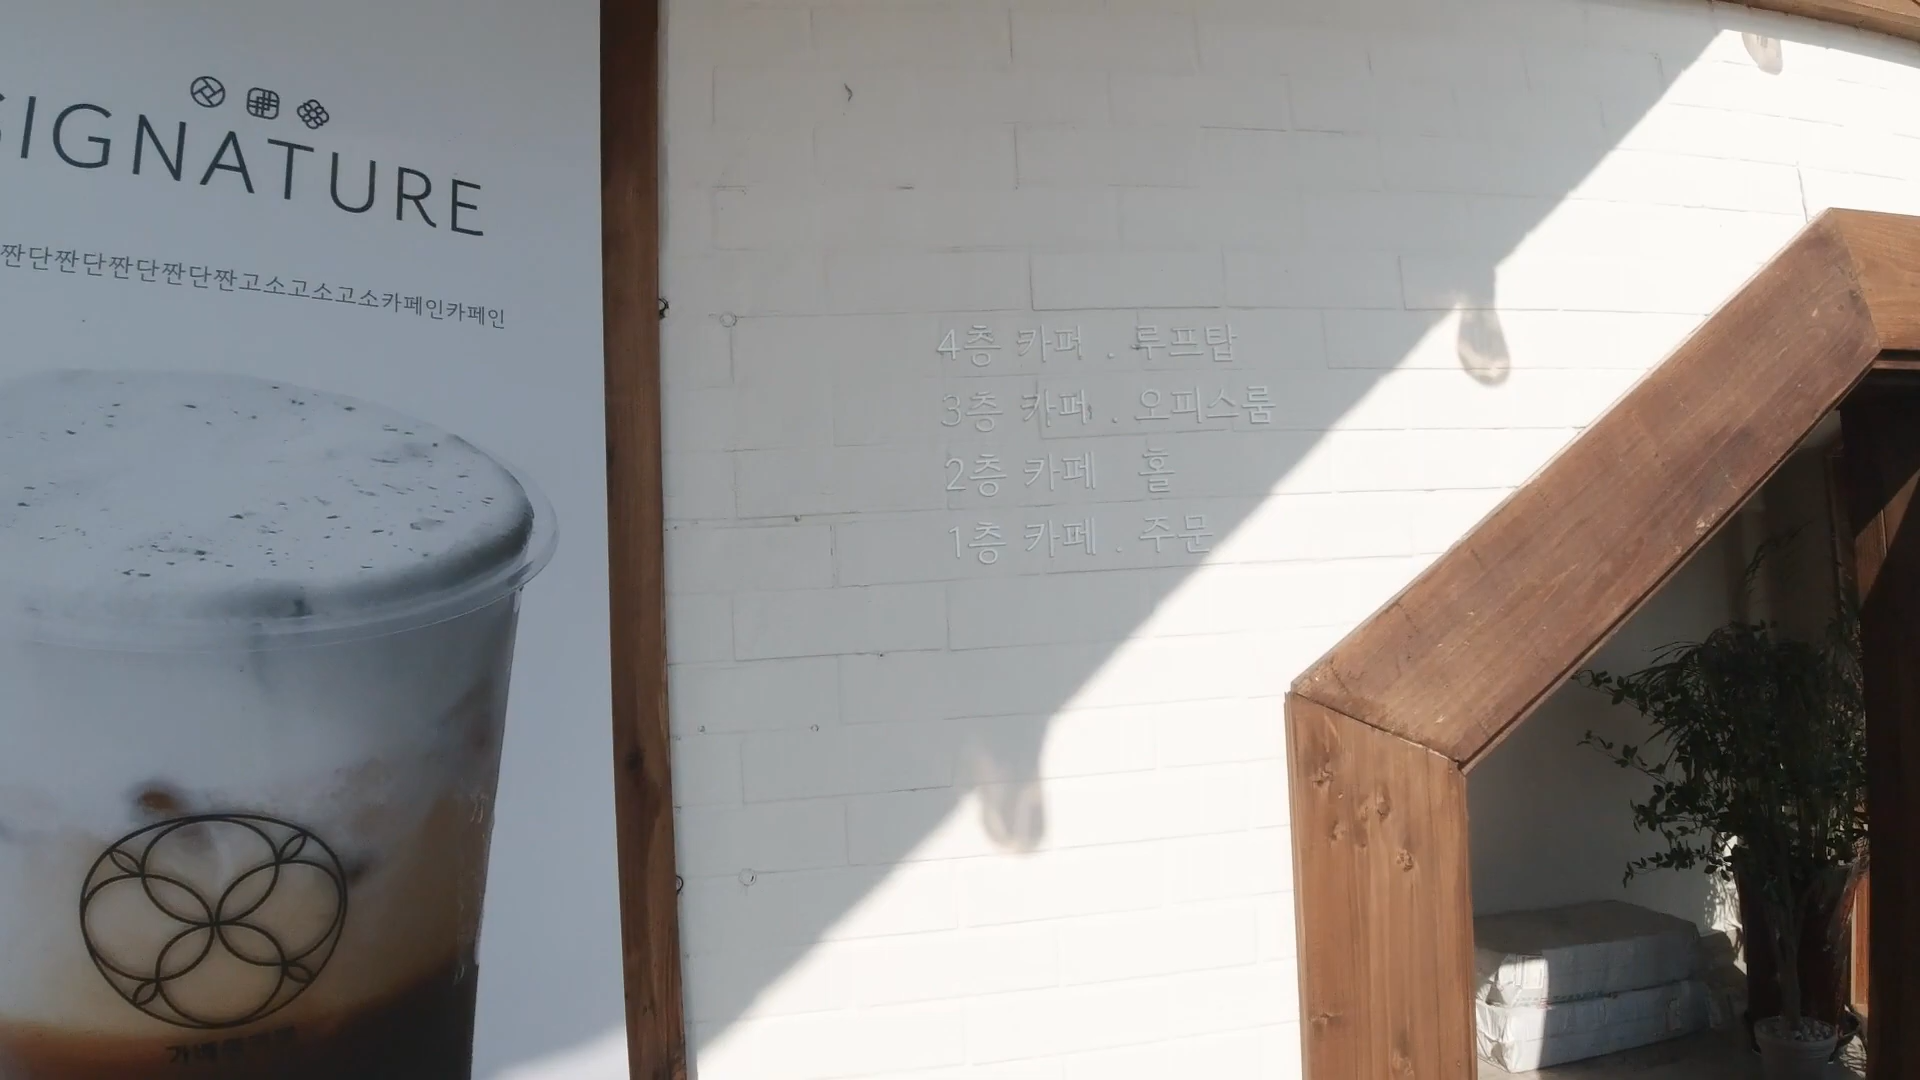 SIGNATURE
짠단짠단짠단짠단짠고소고소고소카페인카페인
4층 카페 . 루프탑
3층 카페 . 오피스룸
2층 카페 홀
1층 카페 . 주문